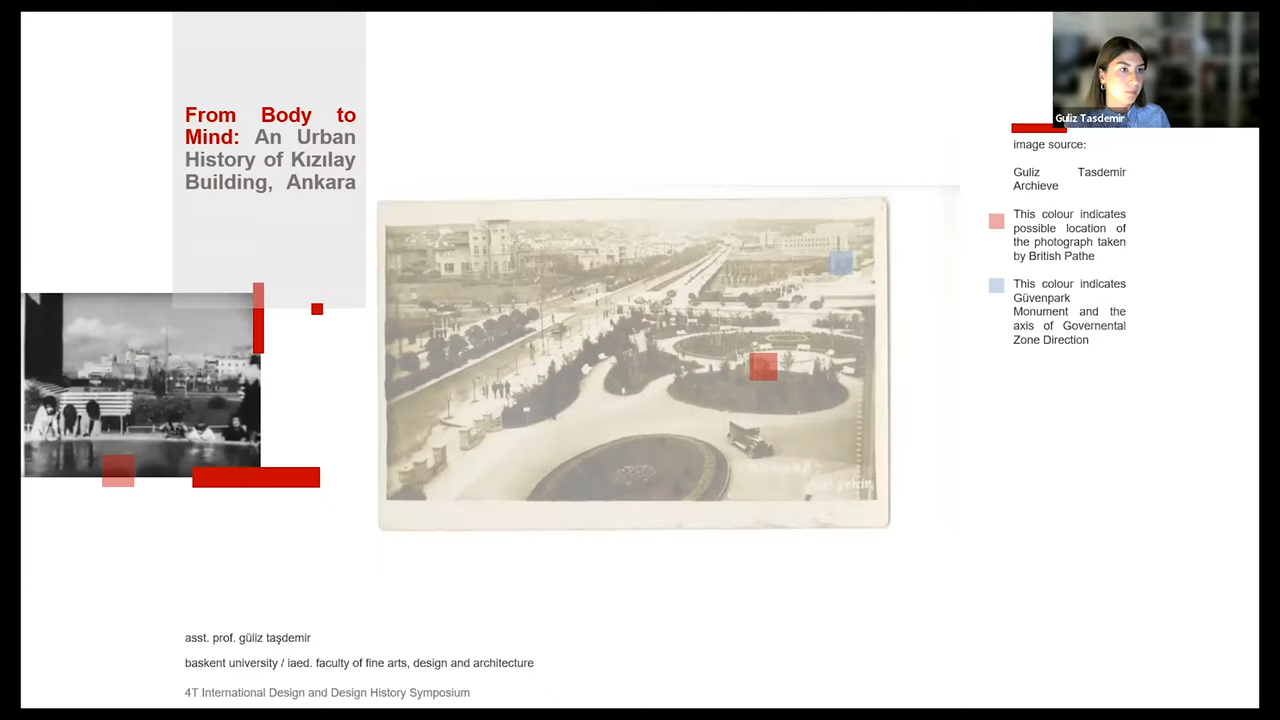 From Body to
Mind: An Urban
History of Kızılay
Building, Ankara
Guliz Tasdemir
image source:
Guliz Tasdemir
Archieve
This colour indicates
possible location of
the photograph taken
by British Pathe
This colour indicates
Güvenpark
Monument and the
axis of Governental
Zone Direction
asst. prof. güliz taşdemir
baskent university / iaed. faculty of fine arts, design and architecture
4T International Design and Design History Symposium